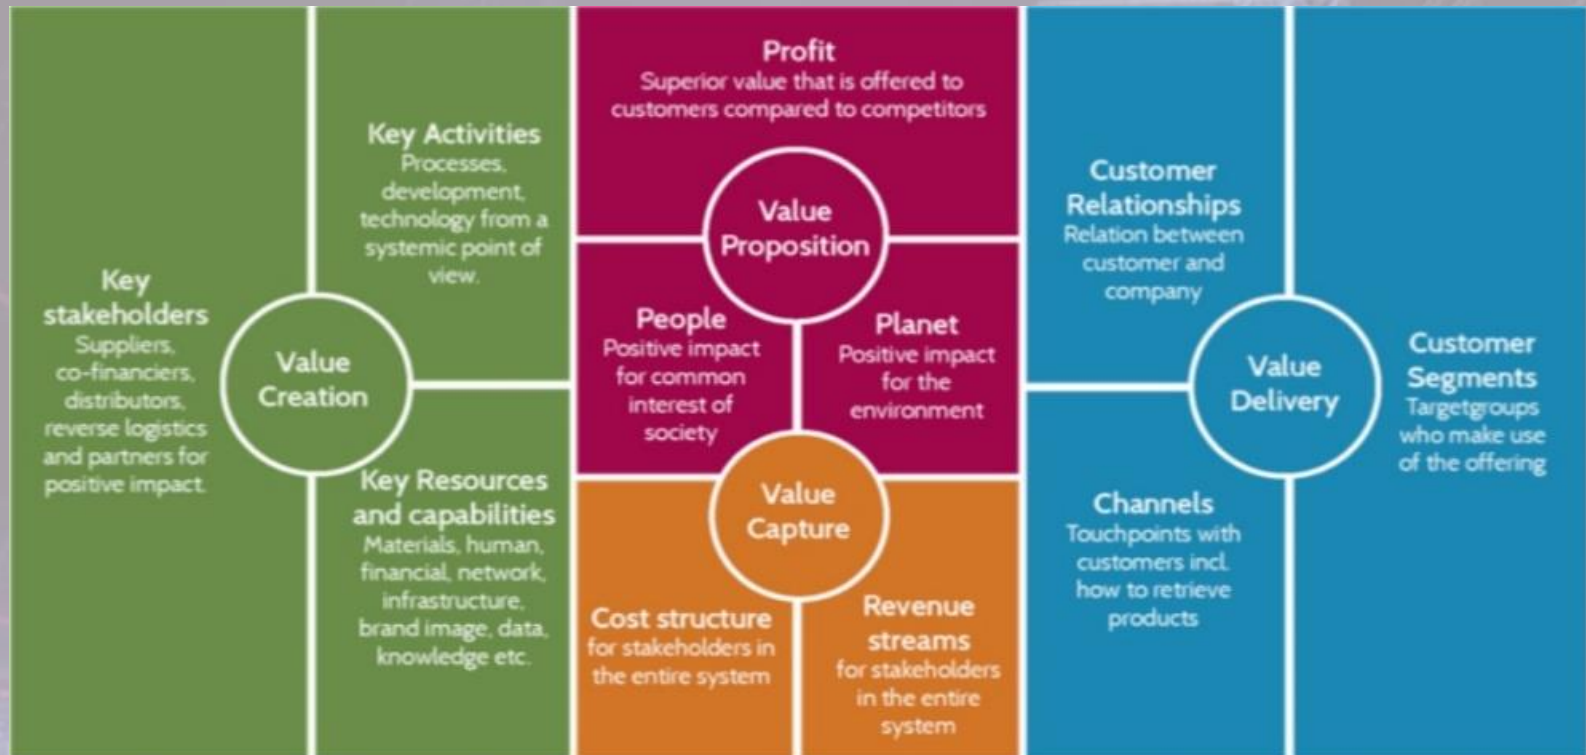 Key
stakeholders
Suppliers,
co-financiers,
distributors,
reverse logistics
and partners for
positive impact.
Value
Creation
Key Activities
Processes,
development,
technology from a
systemic point of
view.
Key Resources
and capabilities
Materials, human,
financial, network,
infrastructure,
brand image, data,
knowledge etc.
Profit
Superior value that is offered to
customers compared to competitors
Value
Proposition
People
Positive impact
for common
interest of
society
Planet
Positive impact
for the
environment
Value
Capture
Cost structure
for stakeholders in
the entire system
Revenue
streams
for stakeholders
in the entire
system
Customer
Relationships
Relation between
customer and
company
Value
Delivery
Channels
Touchpoints with
customers incl.
how to retrieve
products
Customer
Segments
Targetgroups
who make use
of the offering